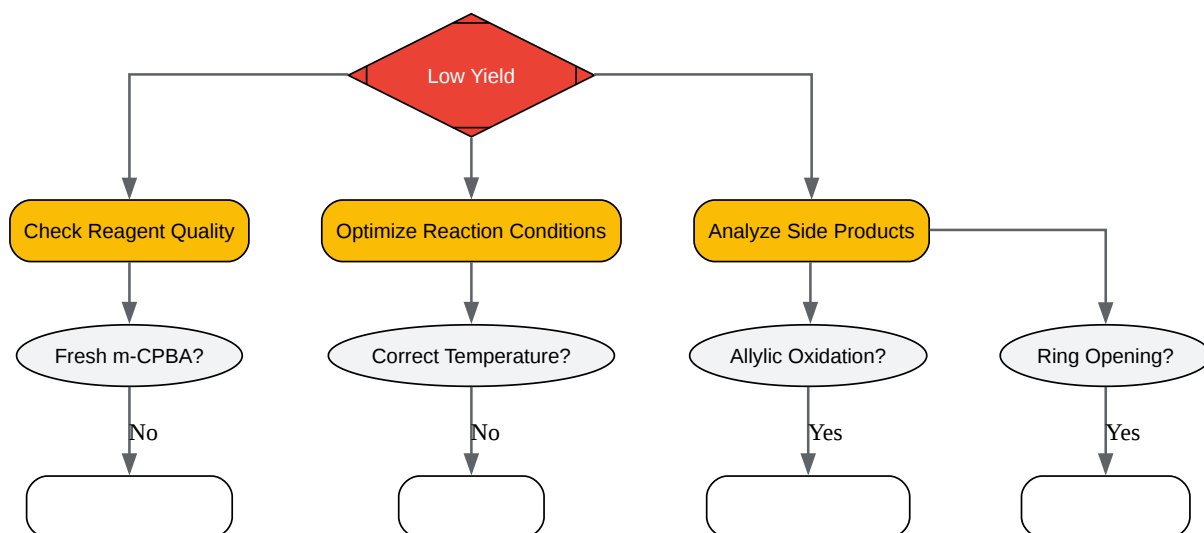 Low Yield
Check Reagent Quality
Optimize Reaction Conditions
Analyze Side Products
Fresh m-CPBA?
Correct Temperature?
Allylic Oxidation?
Ring Opening?
No
No
Yes
Yes